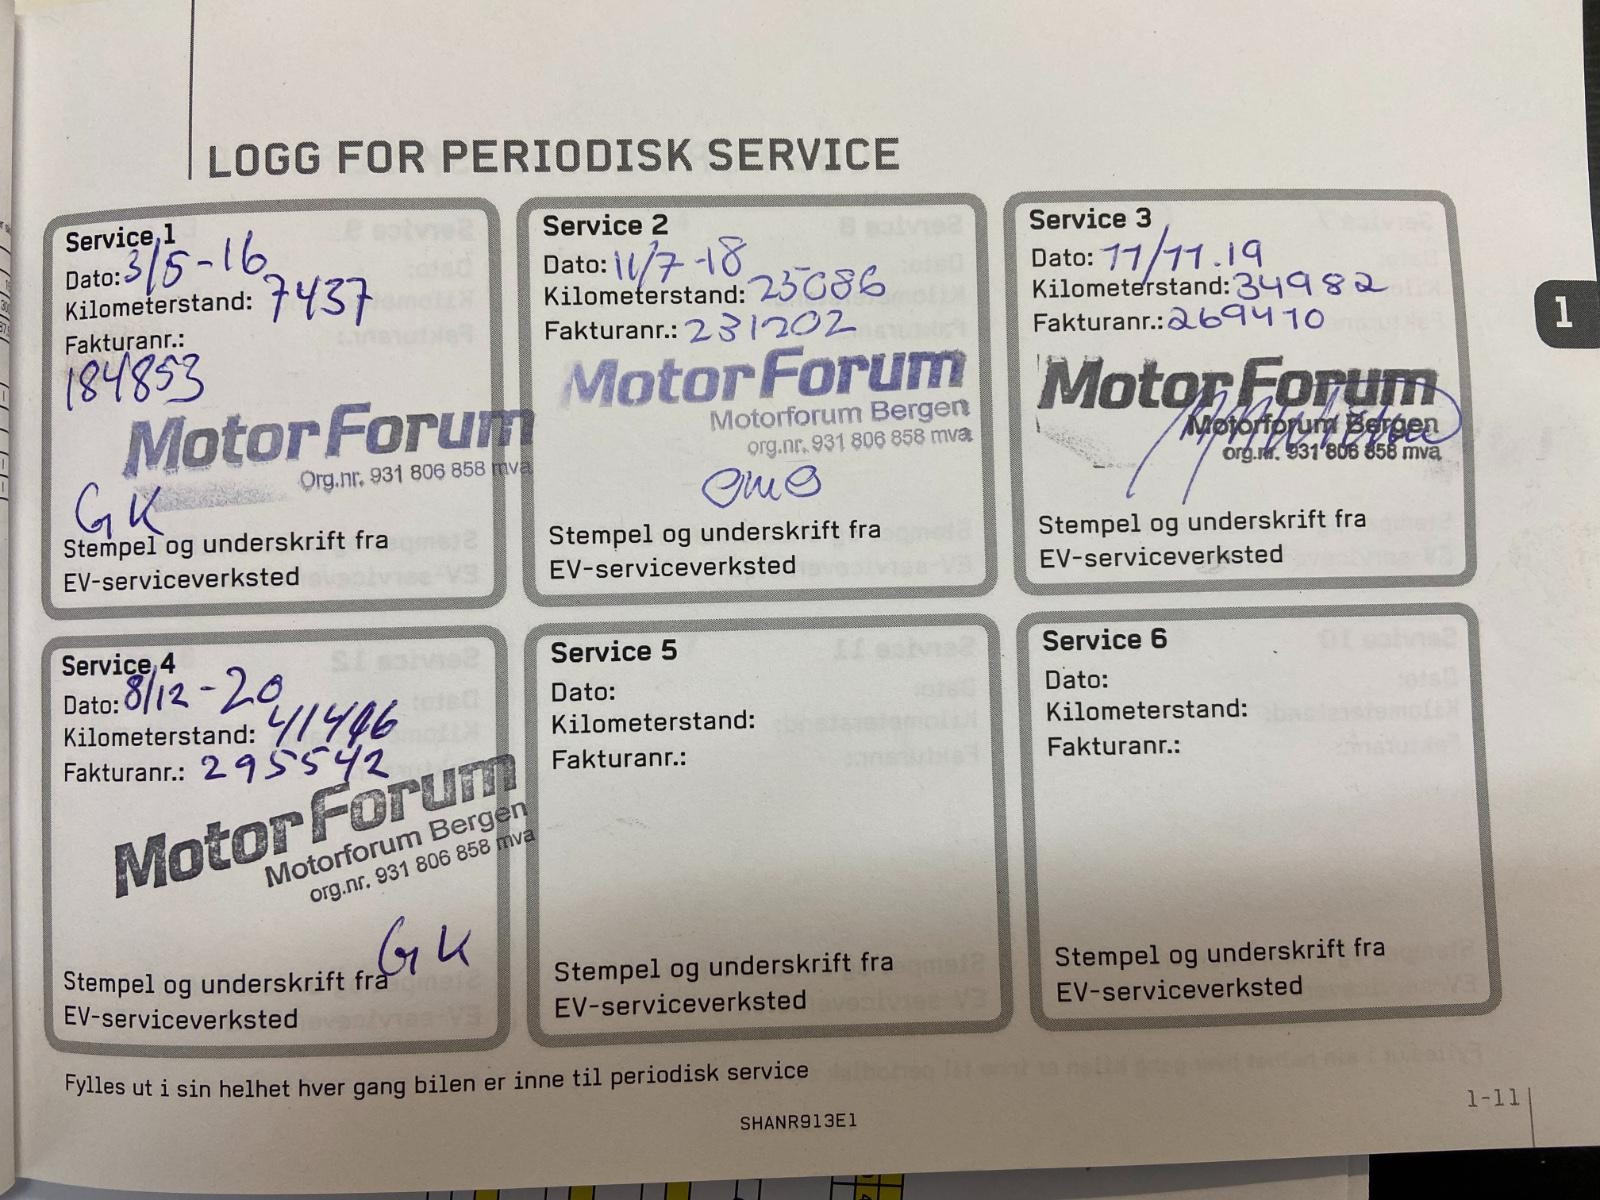 LOGG FOR PERIODISK SERVICE
Service 1
Dato: 3/5-16
Kilometerstand: 7437
Fakturanr.:
184853
MotorForum
Org.nr. 931 806 858 mva
GK
Stempel og underskrift fra
EV-serviceverksted
Service 2
Dato: 11/7-18
Kilometerstand: 25086
Fakturanr.: 231202
MotorForum
Motorforum Bergen
org.nr. 931 806 858 mva
Stempel og underskrift fra
EV-serviceverksted
Service 3
Dato: 11/11.19
Kilometerstand: 34982
Fakturanr.: 269410
MotorForum
Motorforum Bergen
org.nr. 931 806 858 mva
Stempel og underskrift fra
EV-serviceverksted
Service 4
Dato: 8/12-20
Kilometerstand:
Fakturanr.: 295542
MotorForum
Motorforum Bergen
org.nr. 931 806 858 mva
GK
Stempel og underskrift fra
EV-serviceverksted
Service 5
Dato:
Kilometerstand:
Fakturanr.:
Stempel og underskrift fra
EV-serviceverksted
Service 6
Dato:
Kilometerstand:
Fakturanr.:
Stempel og underskrift fra
EV-serviceverksted
1
Fylles ut i sin helhet hver gang bilen er inne til periodisk service
1-11
SHANR913E1